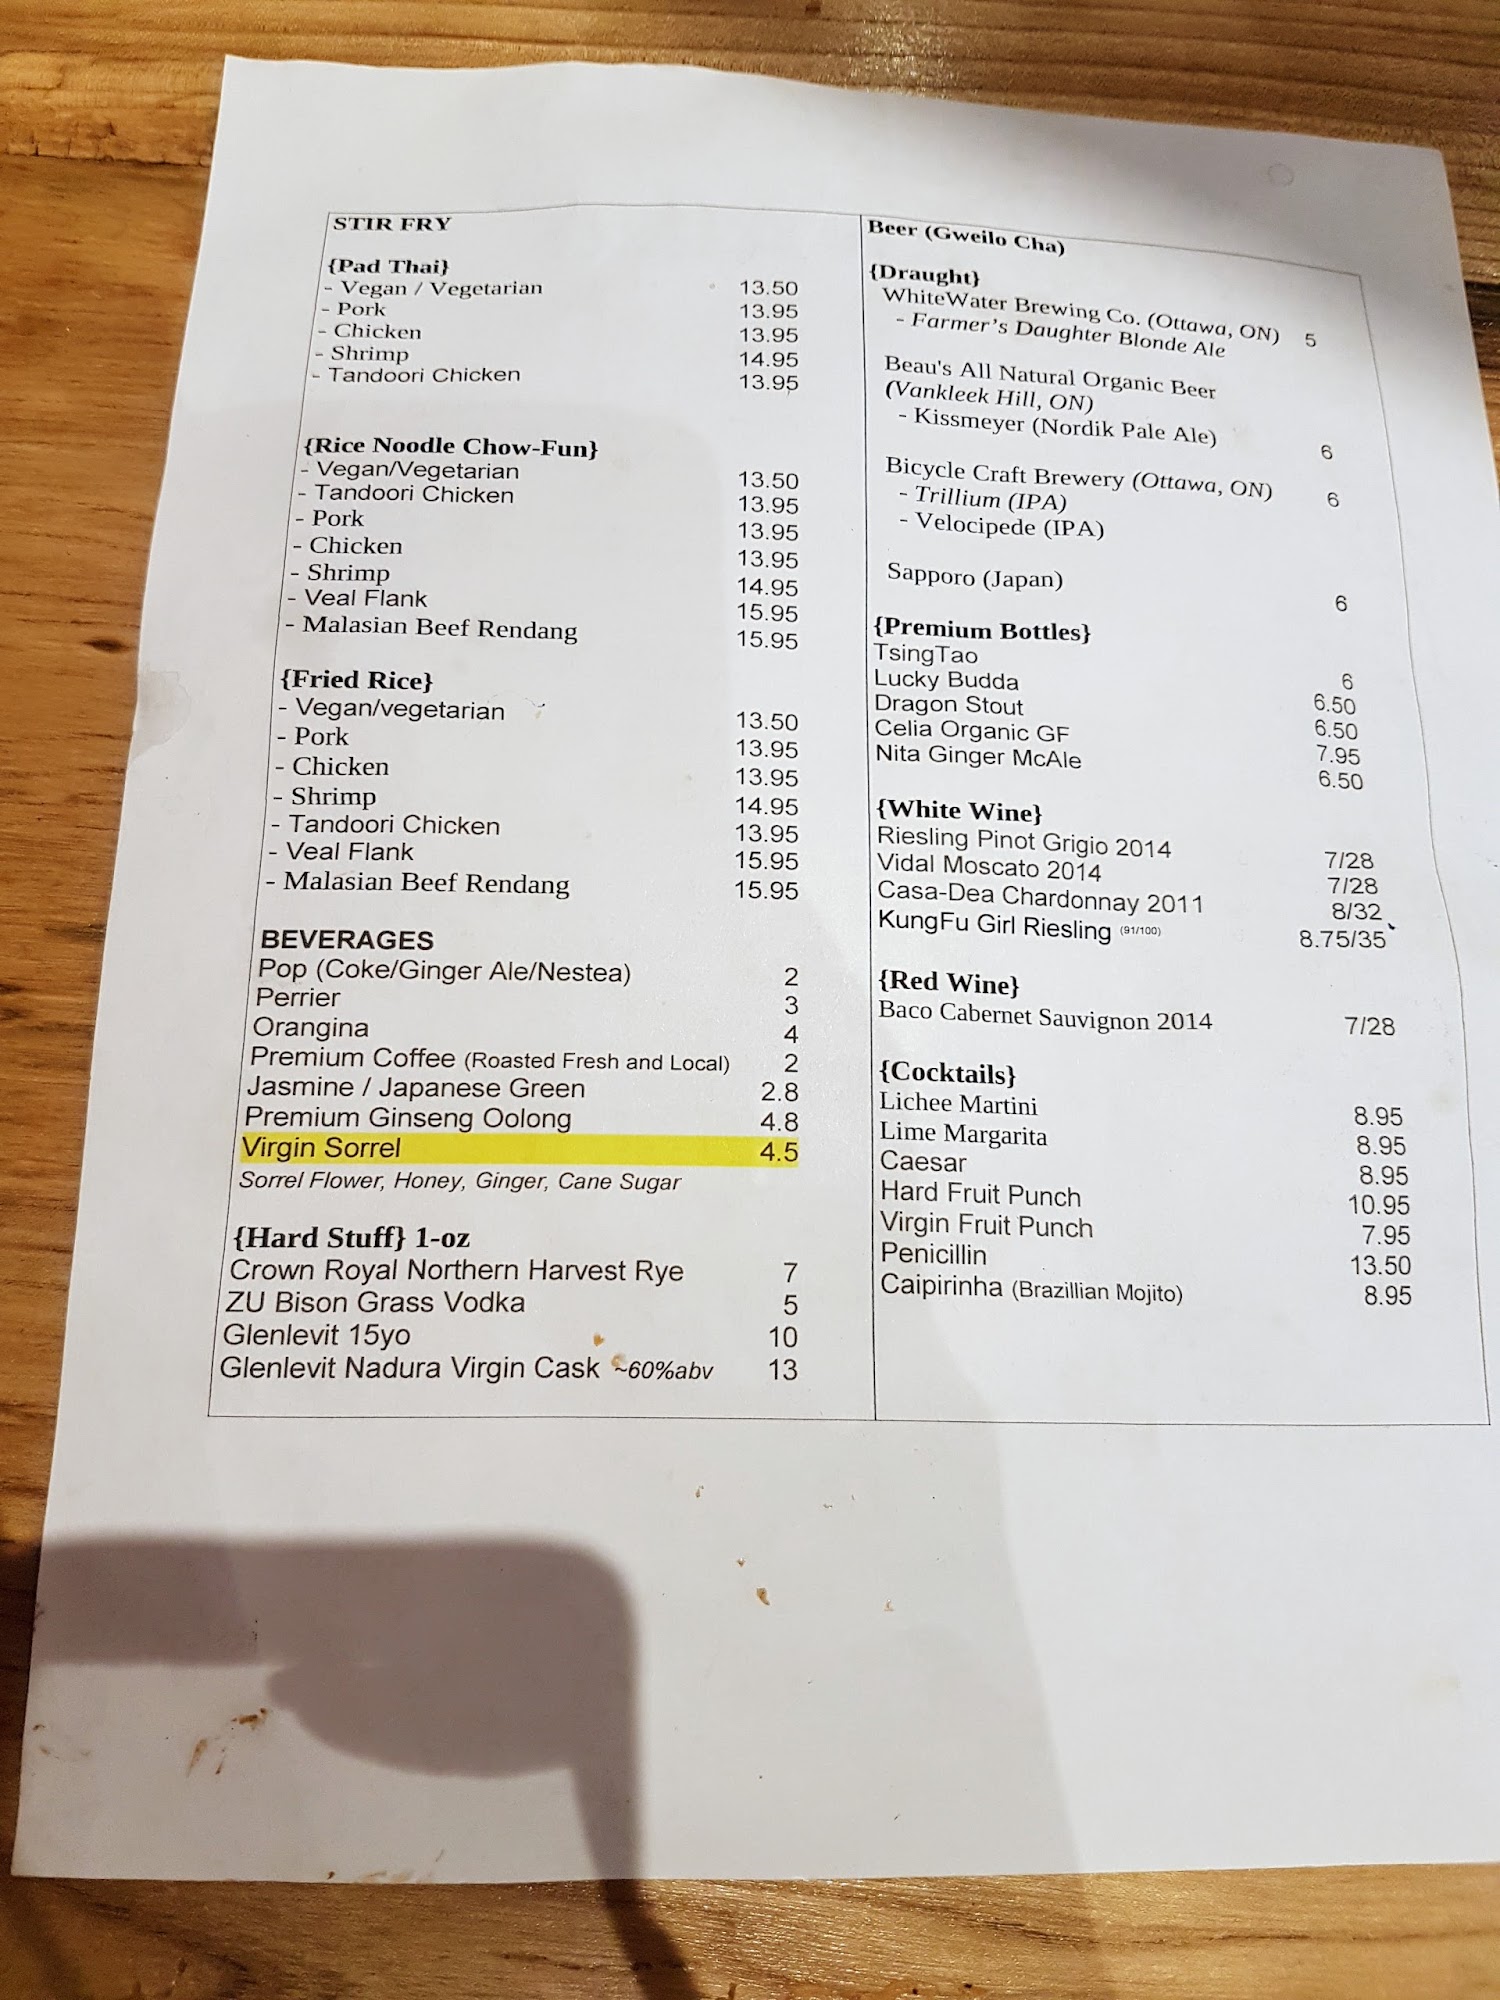 STIR FRY
{Pad Thai}
- Vegan / Vegetarian 13.50
- Pork 13.95
- Chicken 13.95
- Shrimp 14.95
- Tandoori Chicken 13.95
{Rice Noodle Chow-Fun}
- Vegan/Vegetarian 13.50
- Tandoori Chicken 13.95
- Pork 13.95
- Chicken 13.95
- Shrimp 14.95
- Veal Flank 15.95
- Malasian Beef Rendang 15.95
{Fried Rice}
- Vegan/vegetarian 13.50
- Pork 13.95
- Chicken 13.95
- Shrimp 14.95
- Tandoori Chicken 13.95
- Veal Flank 15.95
- Malasian Beef Rendang 15.95
BEVERAGES
Pop (Coke/Ginger Ale/Nestea) 2
Perrier 3
Orangina 4
Premium Coffee (Roasted Fresh and Local) 2
Jasmine / Japanese Green 2.8
Premium Ginseng Oolong 4.8
Virgin Sorrel 4.5
Sorrel Flower, Honey, Ginger, Cane Sugar
{Hard Stuff} 1-oz
Crown Royal Northern Harvest Rye 7
ZU Bison Grass Vodka 5
Glenlevit 15yo 10
Glenlevit Nadura Virgin Cask ~60%abv 13
Beer (Gweilo Cha)
{Draught}
WhiteWater Brewing Co. (Ottawa, ON) 5
- Farmer's Daughter Blonde Ale
Beau's All Natural Organic Beer
(Vankleek Hill, ON)
- Kissmeyer (Nordik Pale Ale) 6
Bicycle Craft Brewery (Ottawa, ON) 6
- Trillium (IPA)
- Velocipede (IPA)
Sapporo (Japan) 6
{Premium Bottles}
TsingTao 6
Lucky Budda 6.50
Dragon Stout 6.50
Celia Organic GF 7.95
Nita Ginger McAle 6.50
{White Wine}
Riesling Pinot Grigio 2014 7/28
Vidal Moscato 2014 7/28
Casa-Dea Chardonnay 2011 8/32
KungFu Girl Riesling (91/100) 8.75/35
{Red Wine}
Baco Cabernet Sauvignon 2014 7/28
{Cocktails}
Lichee Martini 8.95
Lime Margarita 8.95
Caesar 8.95
Hard Fruit Punch 10.95
Virgin Fruit Punch 7.95
Penicillin 13.50
Caipirinha (Brazillian Mojito) 8.95